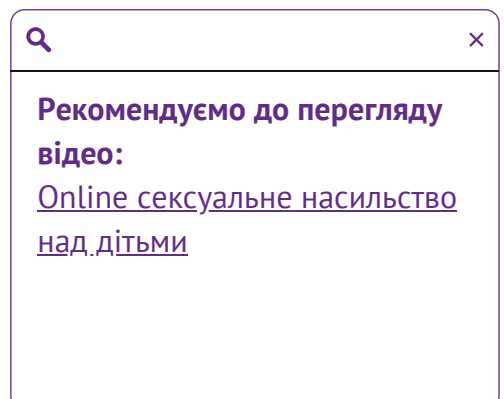 Рекомендуємо до перегляду
відео:
Online сексуальне насильство
над дітьми